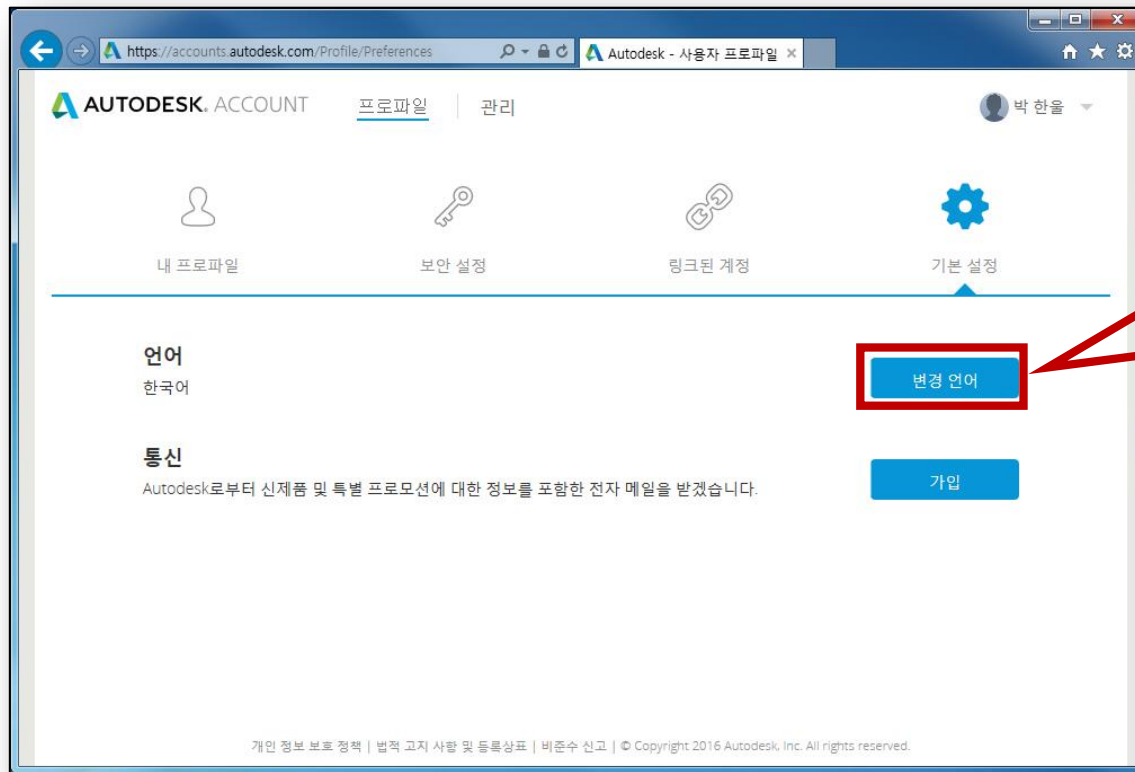 https://accounts.autodesk.com/Profile/Preferences
Autodesk - 사용자 프로파일
AUTODESK. ACCOUNT 프로파일 관리 박 한울
내 프로파일 보안 설정 링크된 계정 기본 설정
언어
한국어
변경 언어
통신
Autodesk로부터 신제품 및 특별 프로모션에 대한 정보를 포함한 전자 메일을 받겠습니다.
가입
개인 정보 보호 정책 | 법적 고지 사항 및 등록상표 | 비준수 신고 | © Copyright 2016 Autodesk, Inc. All rights reserved.